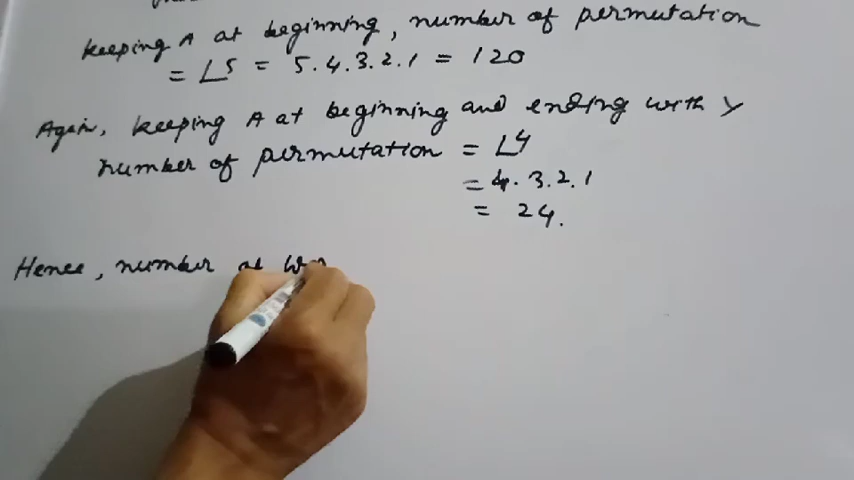 keeping A at beginning, number of permutation
= L5 = 5.4.3.2.1 = 120
Again, keeping A at beginning and ending with Y
number of permutation = L4
= 4.3.2.1
= 24.
Hence, number of